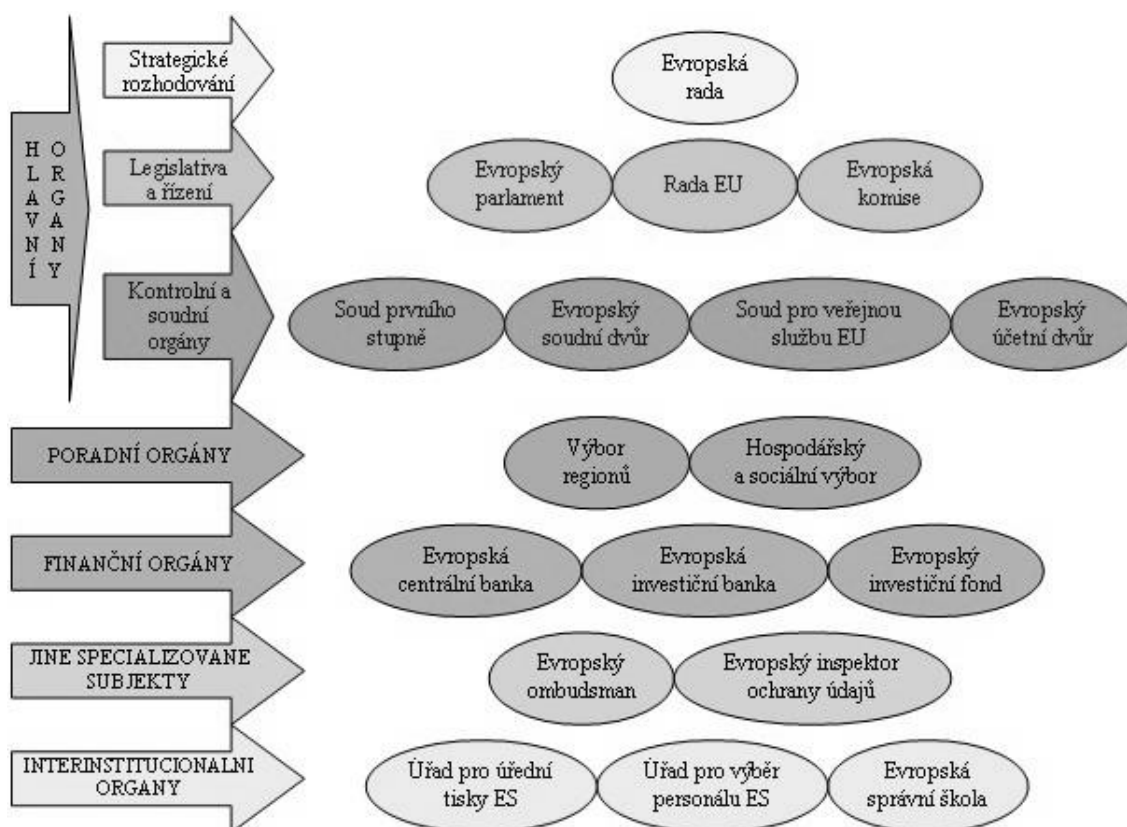 HLAVNÍ
ORGANY
Strategické
rozhodování
Evropská
rada
Legislativa
a řízení
Evropský
parlament
Rada EU
Evropská
komise
Kontrolní a
soudní
orgány
Soud prvního
stupně
Evropský
soudní dvůr
Soud pro veřejnou
službu EU
Evropský
účetní dvůr
PORADNÍ ORGÁNY
Výbor
regionů
Hospodářský
a sociální výbor
FINANČNÍ ORGÁNY
Evropská
centrální banka
Evropská
investiční banka
Evropský
investiční fond
JINE SPECIALIZOVANE
SUBJEKTY
Evropský
ombudsman
Evropský inspektor
ochrany údajů
INTERINSTITUCIONALNI
ORGANY
Úřad pro úřední
tisky ES
Úřad pro výběr
personálu ES
Evropská
správní škola